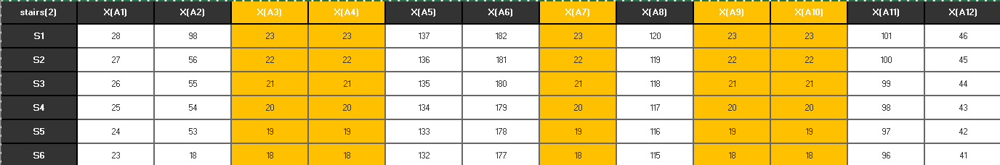 stairs(2) X(A1) X(A2) X(A3) X(A4) X(A5) X(A6) X(A7) X(A8) X(A9) X(A10) X(A11) X(A12)
S1 28 98 23 23 137 182 23 120 23 23 101 46
S2 27 56 22 22 136 181 22 119 22 22 100 45
S3 26 55 21 21 135 180 21 118 21 21 99 44
S4 25 54 20 20 134 179 20 117 20 20 98 43
S5 24 53 19 19 133 178 19 116 19 19 97 42
S6 23 18 18 18 132 177 18 115 18 18 96 41